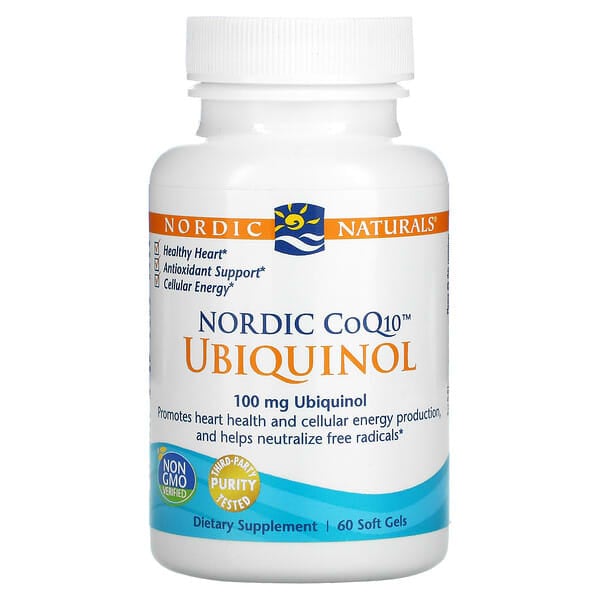 NORDIC NATURALS®
Healthy Heart*
Antioxidant Support*
Cellular Energy*
NORDIC CoQ10™
UBIQUINOL
100 mg Ubiquinol
Promotes heart health and cellular energy production,
and helps neutralize free radicals*
NON
GMO
VERIFIED
THIRD-PARTY
PURITY
TESTED
Dietary Supplement | 60 Soft Gels